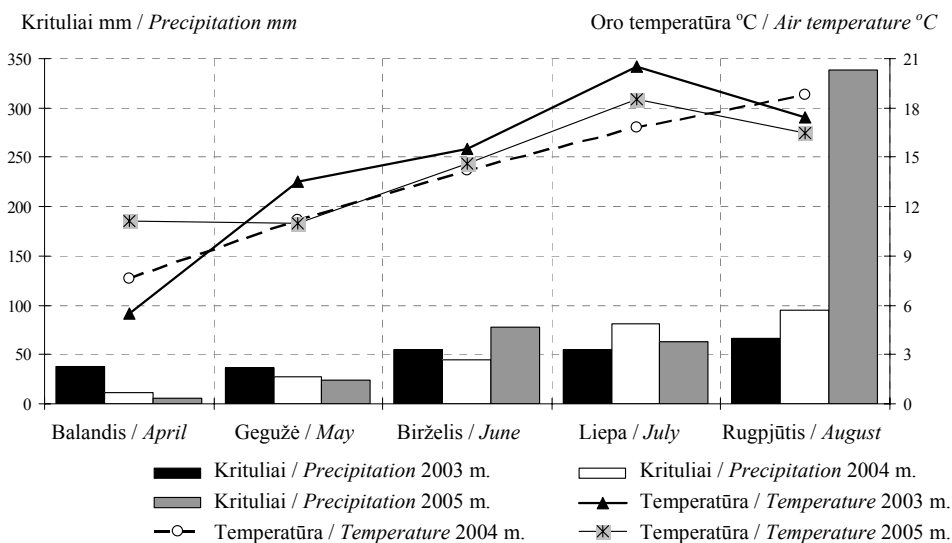 Krituliai mm / Precipitation mm Oro temperatūra ºC / Air temperature ºC
350 21
300 18
250 15
200 12
150 9
100 6
50 3
0 0
Balandis / April Gegužė / May Birželis / June Liepa / July Rugpjūtis / August
Krituliai / Precipitation 2003 m. Krituliai / Precipitation 2004 m.
Krituliai / Precipitation 2005 m. Temperatūra / Temperature 2003 m.
Temperatūra / Temperature 2004 m. Temperatūra / Temperature 2005 m.